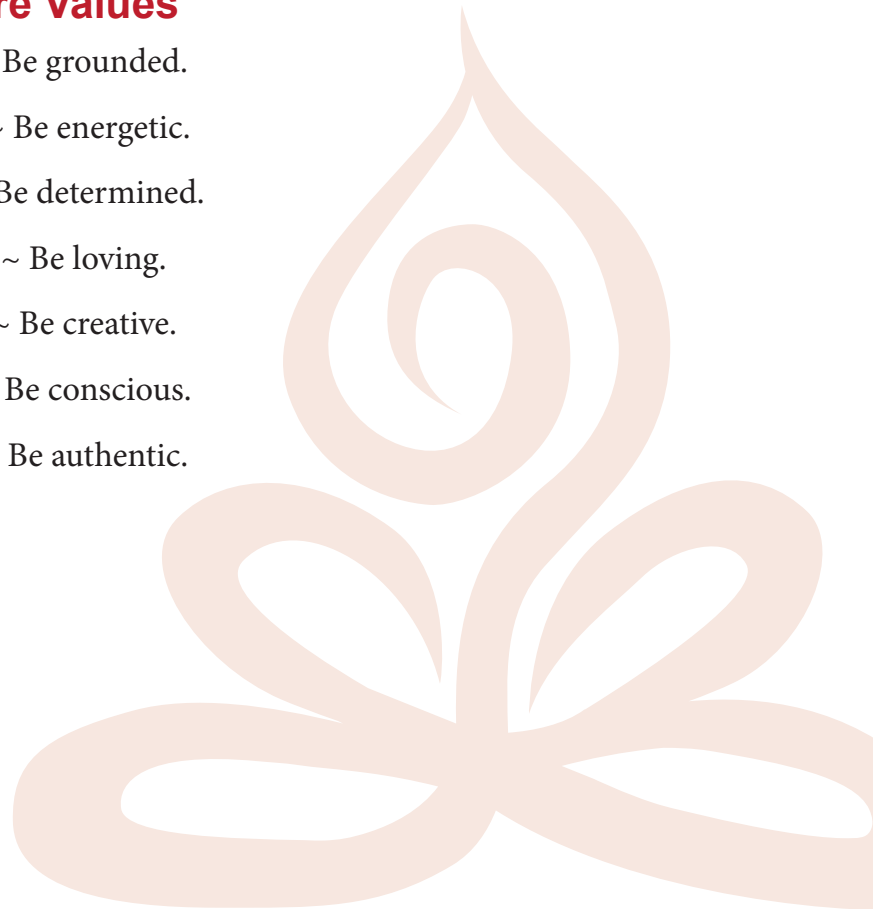 re Values
Be grounded.
~ Be energetic.
Be determined.
~ Be loving.
~ Be creative.
Be conscious.
Be authentic.